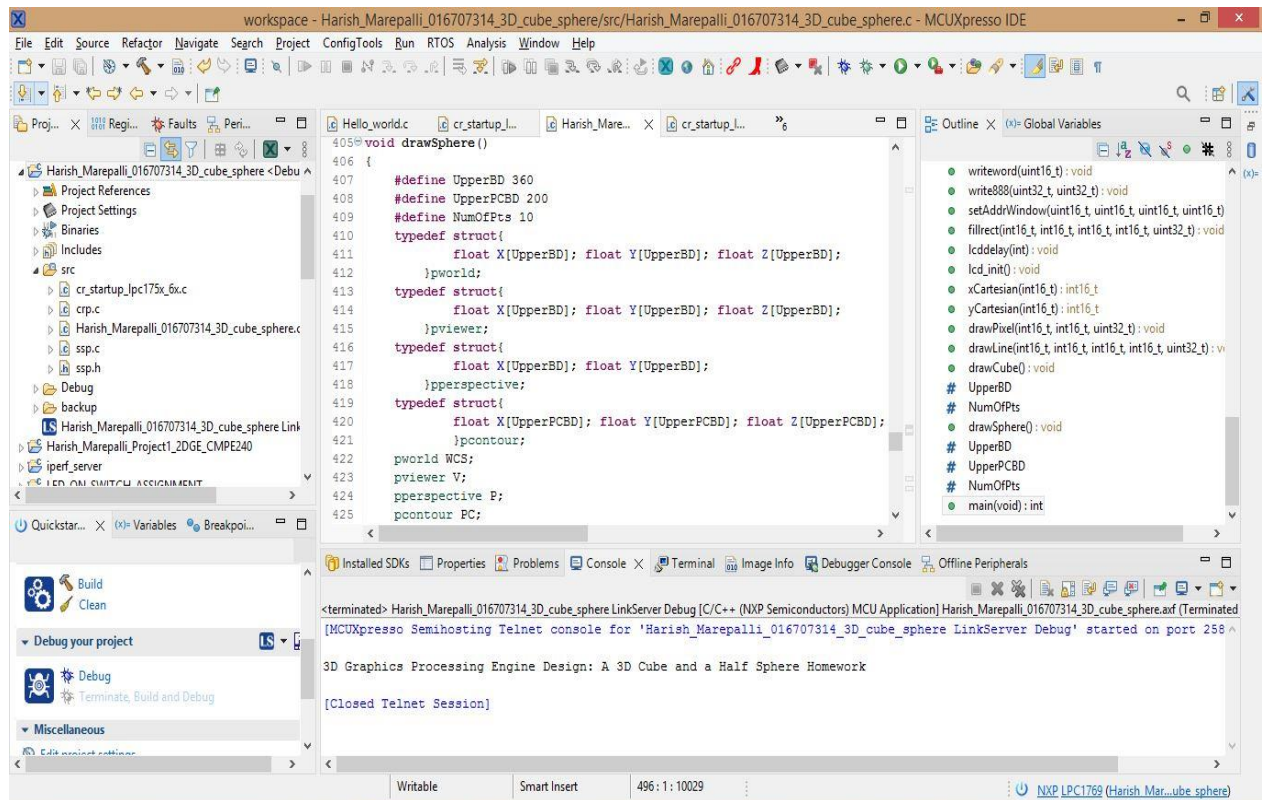 workspace - Harish_Marepalli_016707314_3D_cube_sphere/src/Harish_Marepalli_016707314_3D_cube_sphere.c - MCUXpresso IDE
File Edit Source Refactor Navigate Search Project ConfigTools Run RTOS Analysis Window Help
Proj... Regi... Faults Peri...
Harish_Marepalli_016707314_3D_cube_sphere <Debu
Project References
Project Settings
Binaries
Includes
src
cr_startup_lpc175x_6x.c
crp.c
Harish_Marepalli_016707314_3D_cube_sphere.c
ssp.c
ssp.h
Debug
backup
Harish_Marepalli_016707314_3D_cube_sphere Link
Harish_Marepalli_Project1_2DGE_CMPE240
iperf_server
LED_ON_SWITCH_ASSIGNMENT
Hello_world.c cr_startup_l... Harish_Mare... cr_startup_l... »6
405 void drawSphere()
406 {
407 #define UpperBD 360
408 #define UpperPCBD 200
409 #define NumOfPts 10
410 typedef struct{
411 float X[UpperBD]; float Y[UpperBD]; float Z[UpperBD];
412 }pworld;
413 typedef struct{
414 float X[UpperBD]; float Y[UpperBD]; float Z[UpperBD];
415 }pviewer;
416 typedef struct{
417 float X[UpperBD]; float Y[UpperBD];
418 }pperspective;
419 typedef struct{
420 float X[UpperPCBD]; float Y[UpperPCBD]; float Z[UpperPCBD];
421 }pcontour;
422 pworld WCS;
423 pviewer V;
424 pperspective P;
425 pcontour PC;
Outline (x)= Global Variables
writeword(uint16_t) : void
write888(uint32_t, uint32_t) : void
setAddrWindow(uint16_t, uint16_t, uint16_t, uint16_t)
fillrect(int16_t, int16_t, int16_t, int16_t, uint32_t) : void
lcddelay(int) : void
lcd_init() : void
xCartesian(int16_t) : int16_t
yCartesian(int16_t) : int16_t
drawPixel(int16_t, int16_t, uint32_t) : void
drawLine(int16_t, int16_t, int16_t, int16_t, uint32_t) : v
drawCube() : void
# UpperBD
# NumOfPts
drawSphere() : void
# UpperBD
# UpperPCBD
# NumOfPts
main(void) : int
Quickstar... (x)= Variables Breakpoi...
Build
Clean
Debug your project
LS
Debug
Terminate, Build and Debug
Miscellaneous
Edit project settings
Installed SDKs Properties Problems Console Terminal Image Info Debugger Console Offline Peripherals
<terminated> Harish_Marepalli_016707314_3D_cube_sphere LinkServer Debug [C/C++ (NXP Semiconductors) MCU Application] Harish_Marepalli_016707314_3D_cube_sphere.axf (Terminated
[MCUXpresso Semihosting Telnet console for 'Harish_Marepalli_016707314_3D_cube_sphere LinkServer Debug' started on port 258
3D Graphics Processing Engine Design: A 3D Cube and a Half Sphere Homework
[Closed Telnet Session]
Writable Smart Insert 496 : 1 : 10029 NXP LPC1769 (Harish_Mar...ube_sphere)